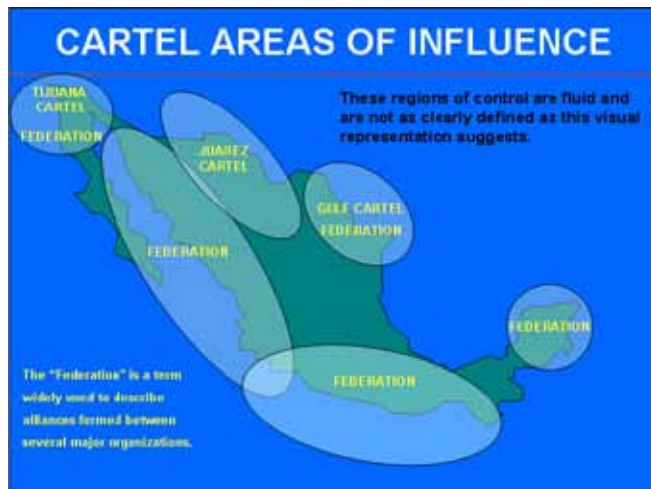 CARTEL AREAS OF INFLUENCE
TIJUANA
CARTEL
FEDERATION
These regions of control are fluid and
are not as clearly defined as this visual
representation suggests.
JUAREZ
CARTEL
GULF CARTEL
FEDERATION
FEDERATION
FEDERATION
FEDERATION
The "Federation" is a term
widely used to describe
alliances formed between
several major organizations.